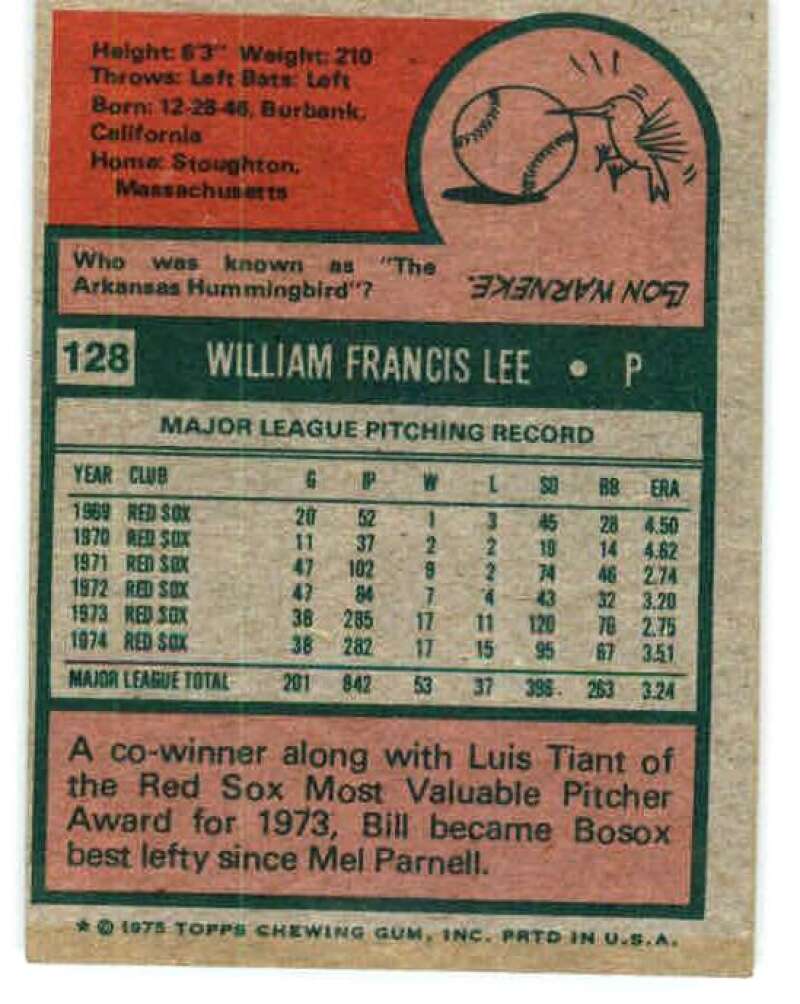 Height: 6'3" Weight: 210
Throws: Left Bats: Left
Born: 12-28-46, Burbank,
California
Home: Stoughton,
Massachusetts
Who was known as "The
Arkansas Hummingbird"?
LON WARNEKE.
128 WILLIAM FRANCIS LEE • P
MAJOR LEAGUE PITCHING RECORD
YEAR CLUB G IP W L SO BB ERA
1969 RED SOX 20 52 1 3 45 28 4.50
1970 RED SOX 11 37 2 2 19 14 4.62
1971 RED SOX 47 102 9 2 74 46 2.74
1972 RED SOX 47 84 7 4 43 32 3.20
1973 RED SOX 38 285 17 11 120 76 2.75
1974 RED SOX 38 282 17 15 95 67 3.51
MAJOR LEAGUE TOTAL 201 842 53 37 396 263 3.24
A co-winner along with Luis Tiant of
the Red Sox Most Valuable Pitcher
Award for 1973, Bill became Bosox
best lefty since Mel Parnell.
★ © 1975 TOPPS CHEWING GUM, INC. PRTD IN U.S.A.